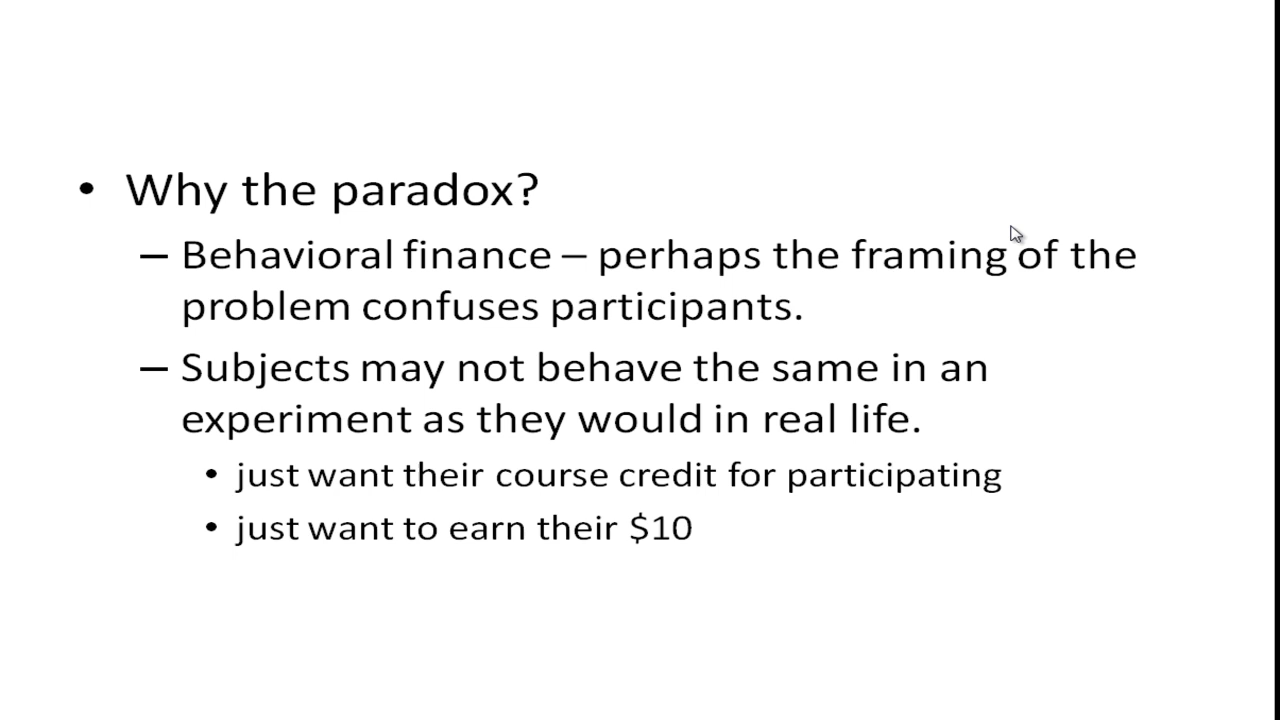 • Why the paradox?
– Behavioral finance – perhaps the framing of the
problem confuses participants.
– Subjects may not behave the same in an
experiment as they would in real life.
• just want their course credit for participating
• just want to earn their $10